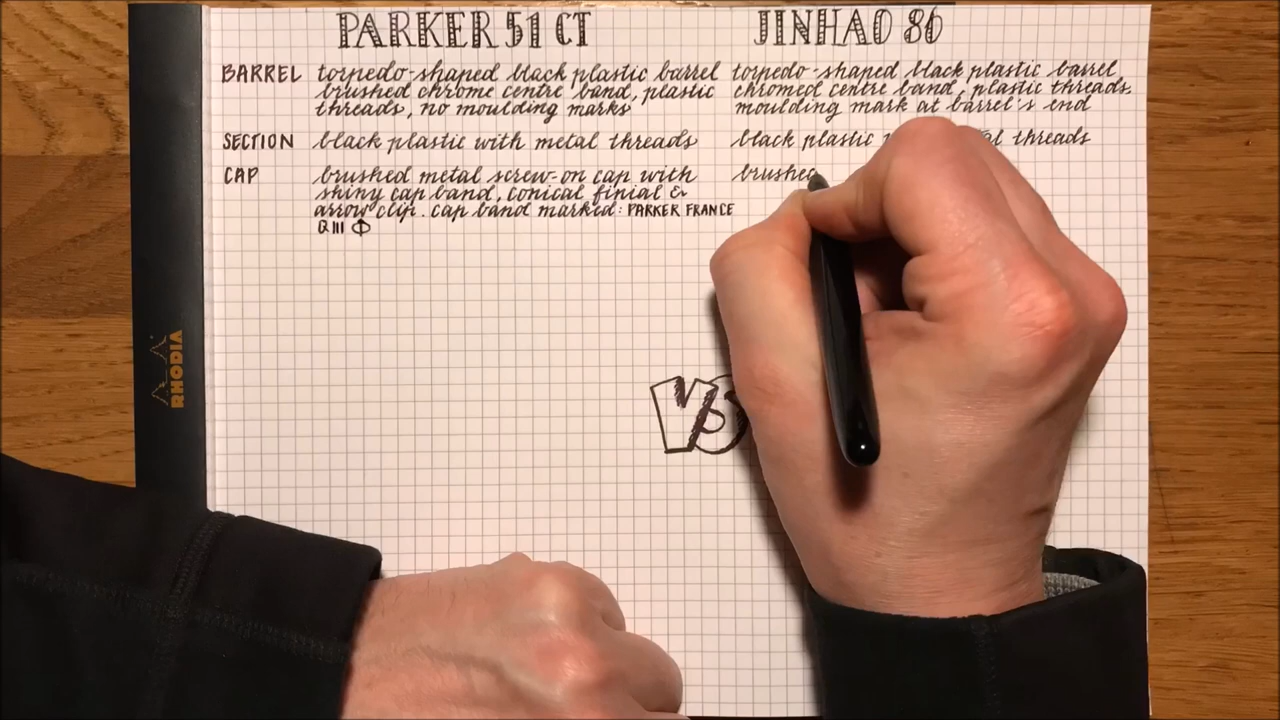 PARKER 51 CT
JINHAO 86
BARREL torpedo-shaped black plastic barrel
brushed chrome centre band, plastic
threads, no moulding marks
torpedo-shaped black plastic barrel
chromed centre band, plastic threads,
moulding mark at barrel's end
SECTION black plastic with metal threads
black plastic threads
CAP brushed metal screw-on cap with
shiny cap band, conical finial &
arrow clip. cap band marked: PARKER FRANCE
Q III
brushed
VS
RHODIA